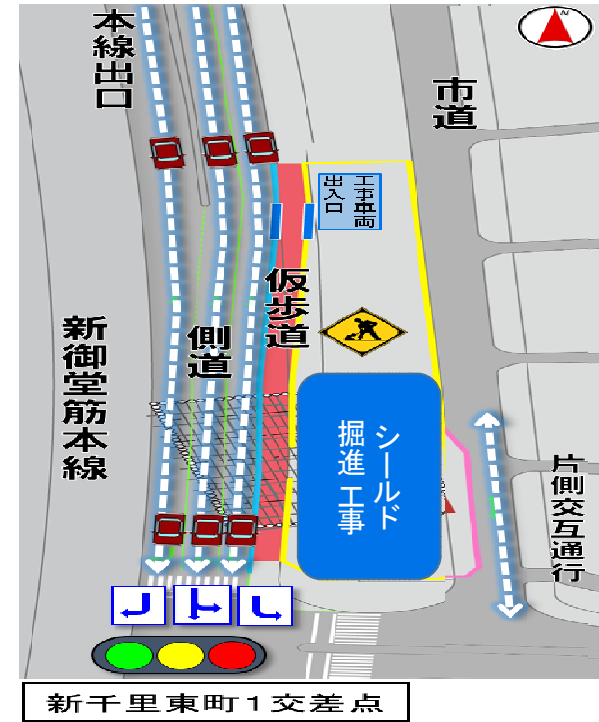 N
本線出口
市道
工事車両
出入口
仮歩道
側道
新御堂筋本線
シールド
掘進工事
片側交互通行
新千里東町1交差点